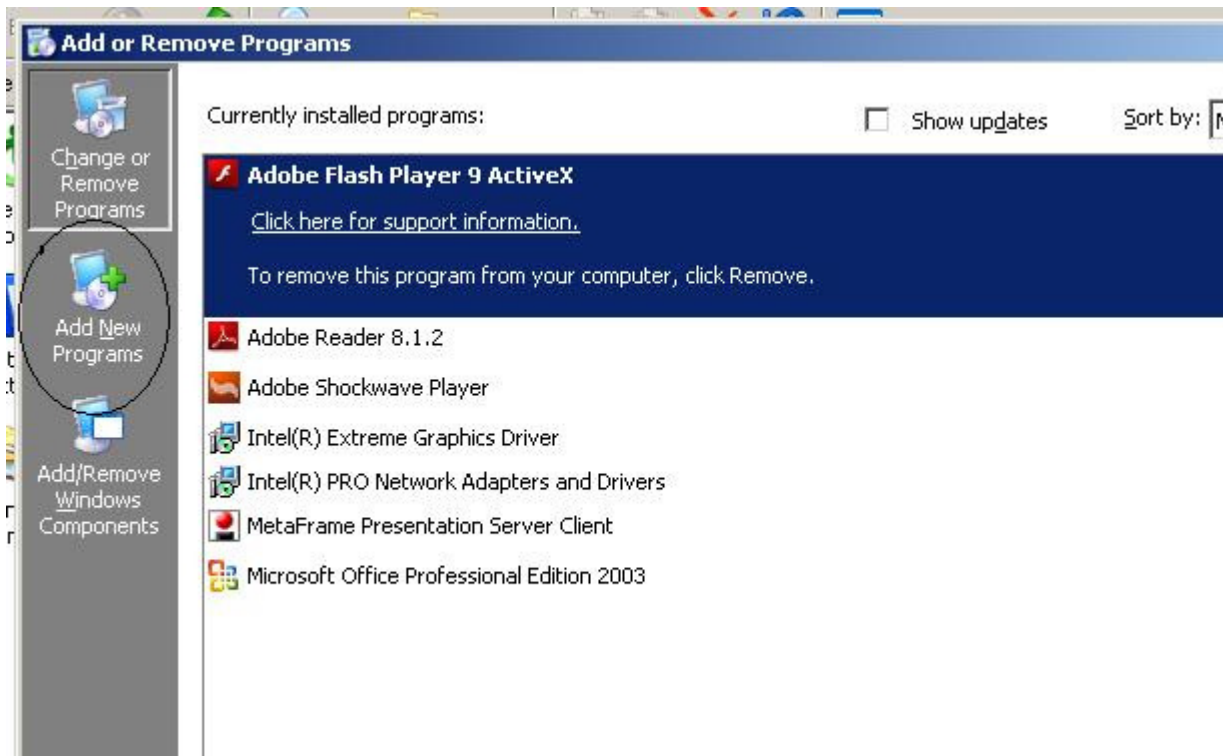 Add or Remove Programs
Change or
Remove
Programs
Add New
Programs
Add/Remove
Windows
Components
Currently installed programs:
Show updates
Sort by:
Adobe Flash Player 9 ActiveX
Click here for support information.
To remove this program from your computer, click Remove.
Adobe Reader 8.1.2
Adobe Shockwave Player
Intel(R) Extreme Graphics Driver
Intel(R) PRO Network Adapters and Drivers
MetaFrame Presentation Server Client
Microsoft Office Professional Edition 2003